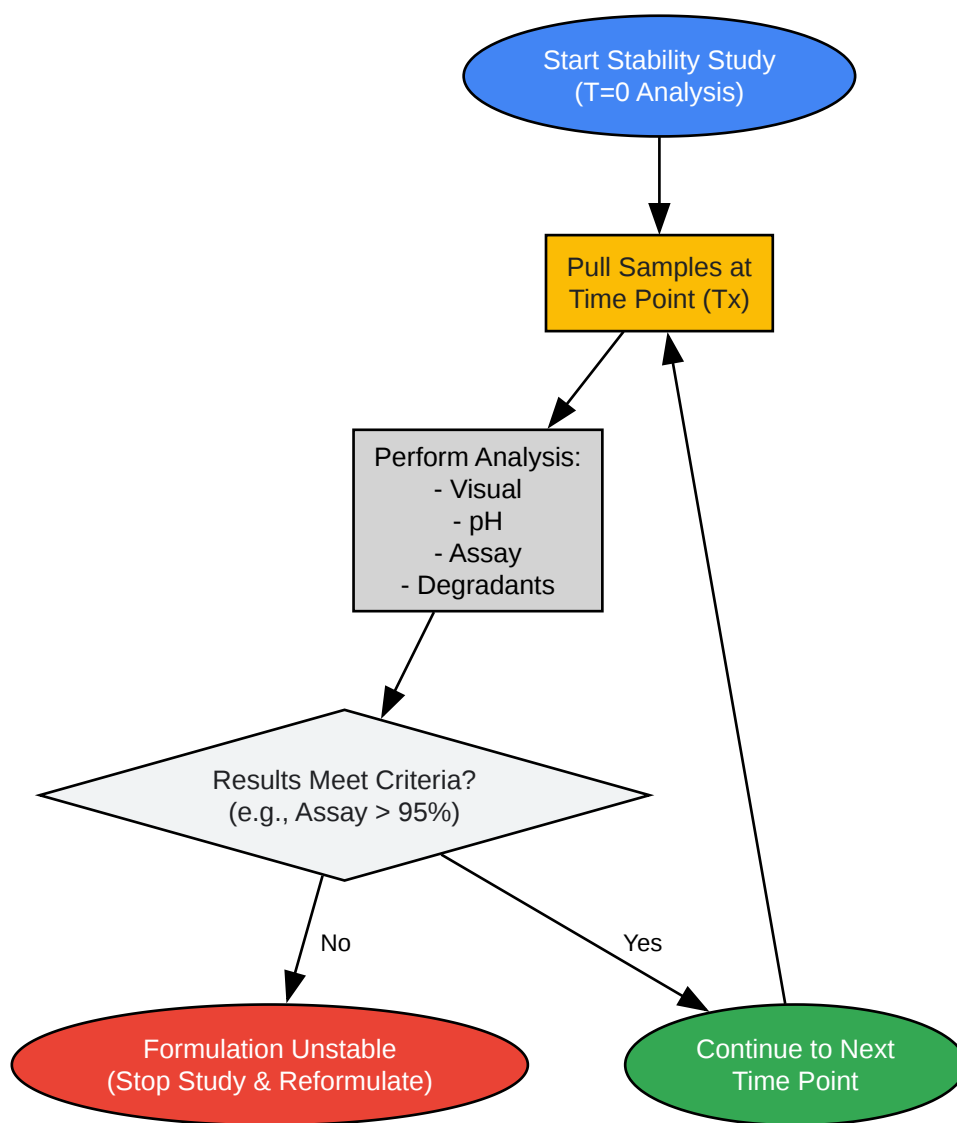 Start Stability Study
(T=0 Analysis)
Pull Samples at
Time Point (Tx)
Perform Analysis:
- Visual
- pH
- Assay
- Degradants
Results Meet Criteria?
(e.g., Assay > 95%)
No
Yes
Formulation Unstable
(Stop Study & Reformulate)
Continue to Next
Time Point